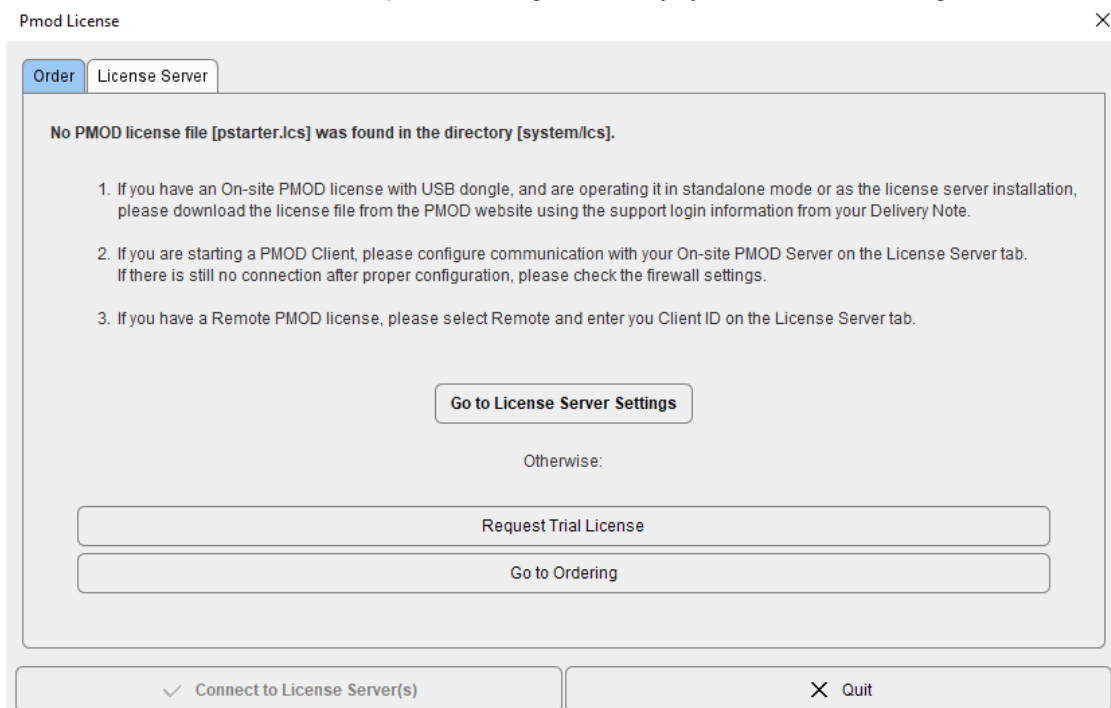 Pmod License
Order
License Server
No PMOD license file [pstarter.lcs] was found in the directory [system/lcs].
1. If you have an On-site PMOD license with USB dongle, and are operating it in standalone mode or as the license server installation,
please download the license file from the PMOD website using the support login information from your Delivery Note.
2. If you are starting a PMOD Client, please configure communication with your On-site PMOD Server on the License Server tab.
If there is still no connection after proper configuration, please check the firewall settings.
3. If you have a Remote PMOD license, please select Remote and enter you Client ID on the License Server tab.
Go to License Server Settings
Otherwise:
Request Trial License
Go to Ordering
Connect to License Server(s)
Quit